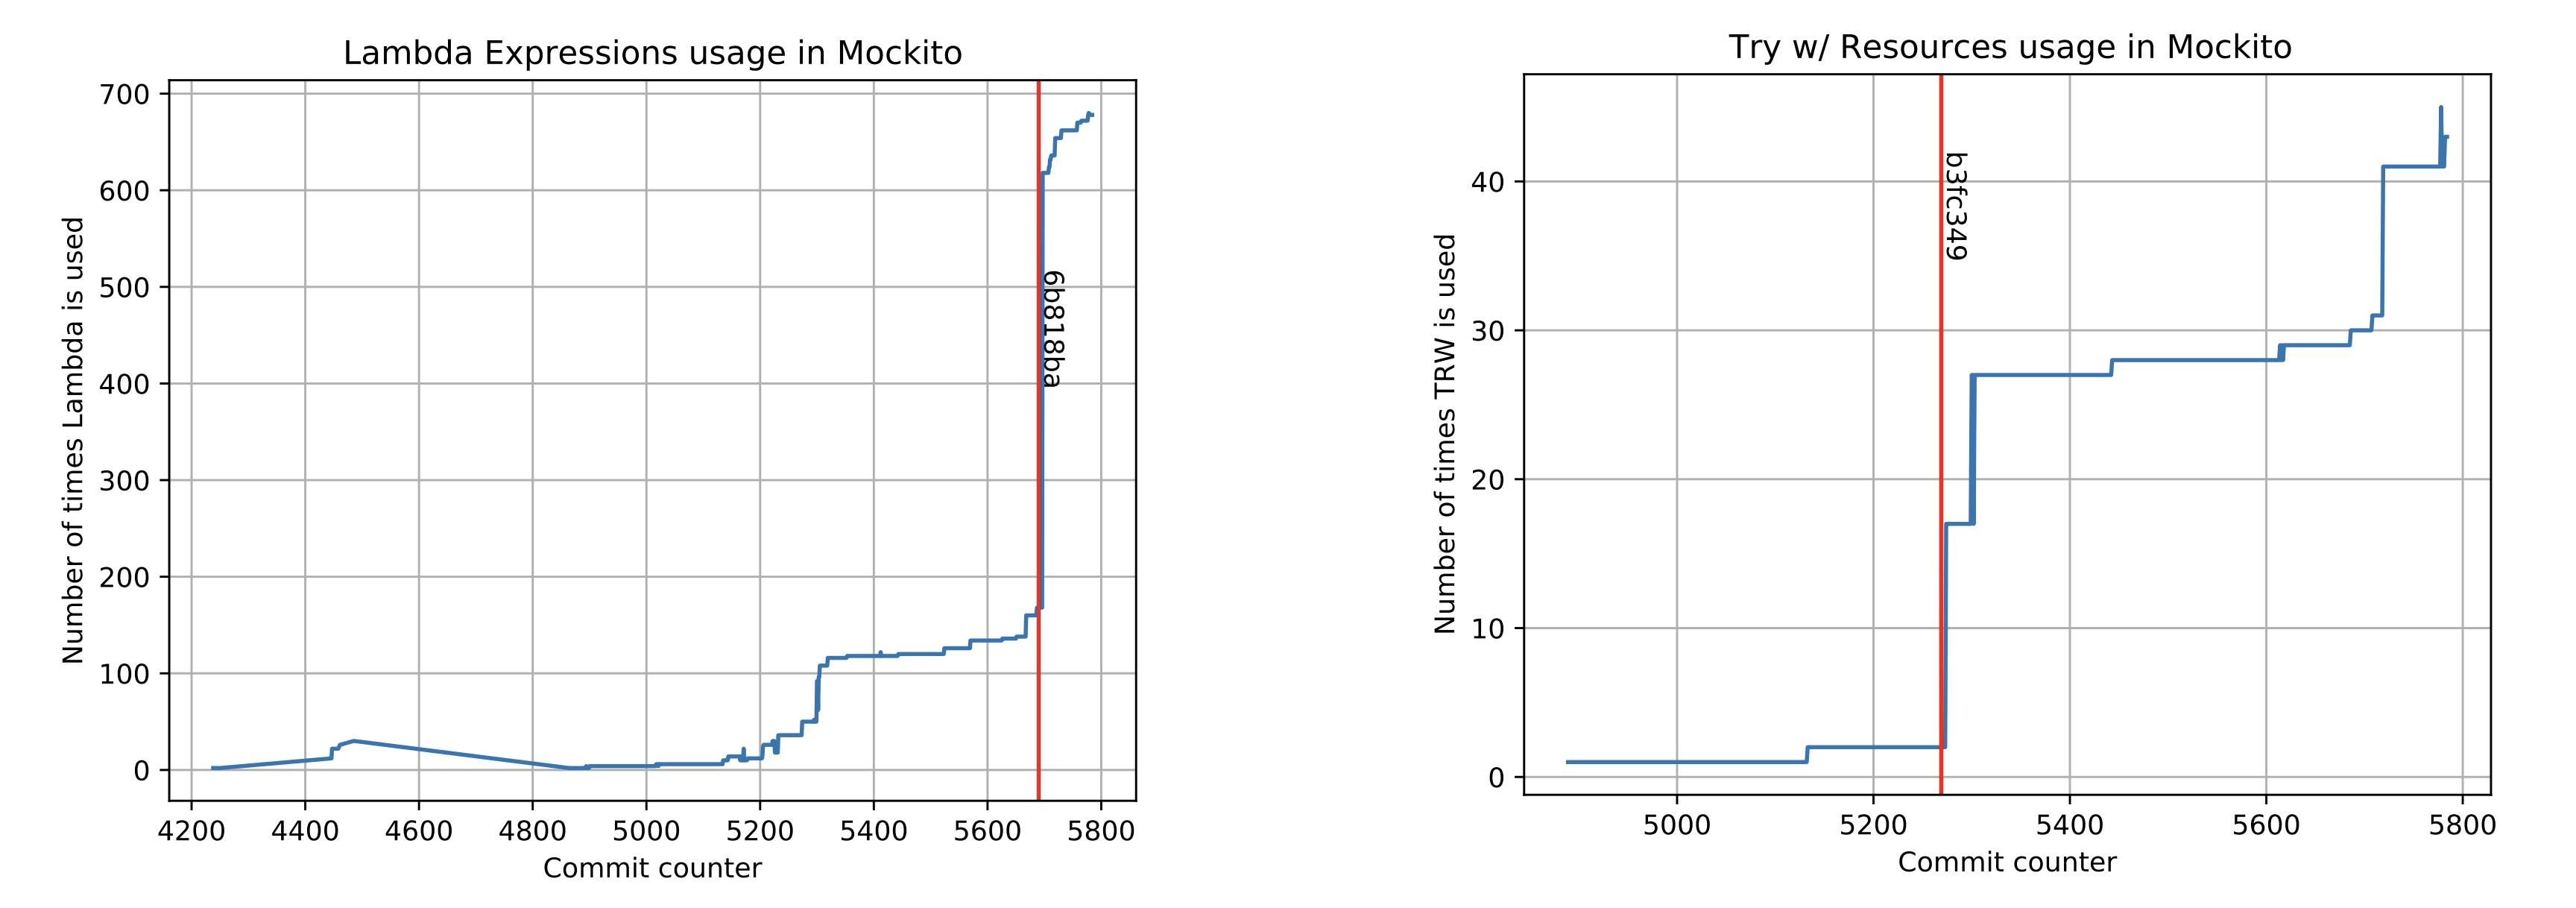 Lambda Expressions usage in Mockito
Number of times Lambda is used
700
600
500
400
300
200
100
0
6b818ba
4200 4400 4600 4800 5000 5200 5400 5600 5800
Commit counter
Try w/ Resources usage in Mockito
Number of times TRW is used
40
30
20
10
0
b3fc349
5000 5200 5400 5600 5800
Commit counter